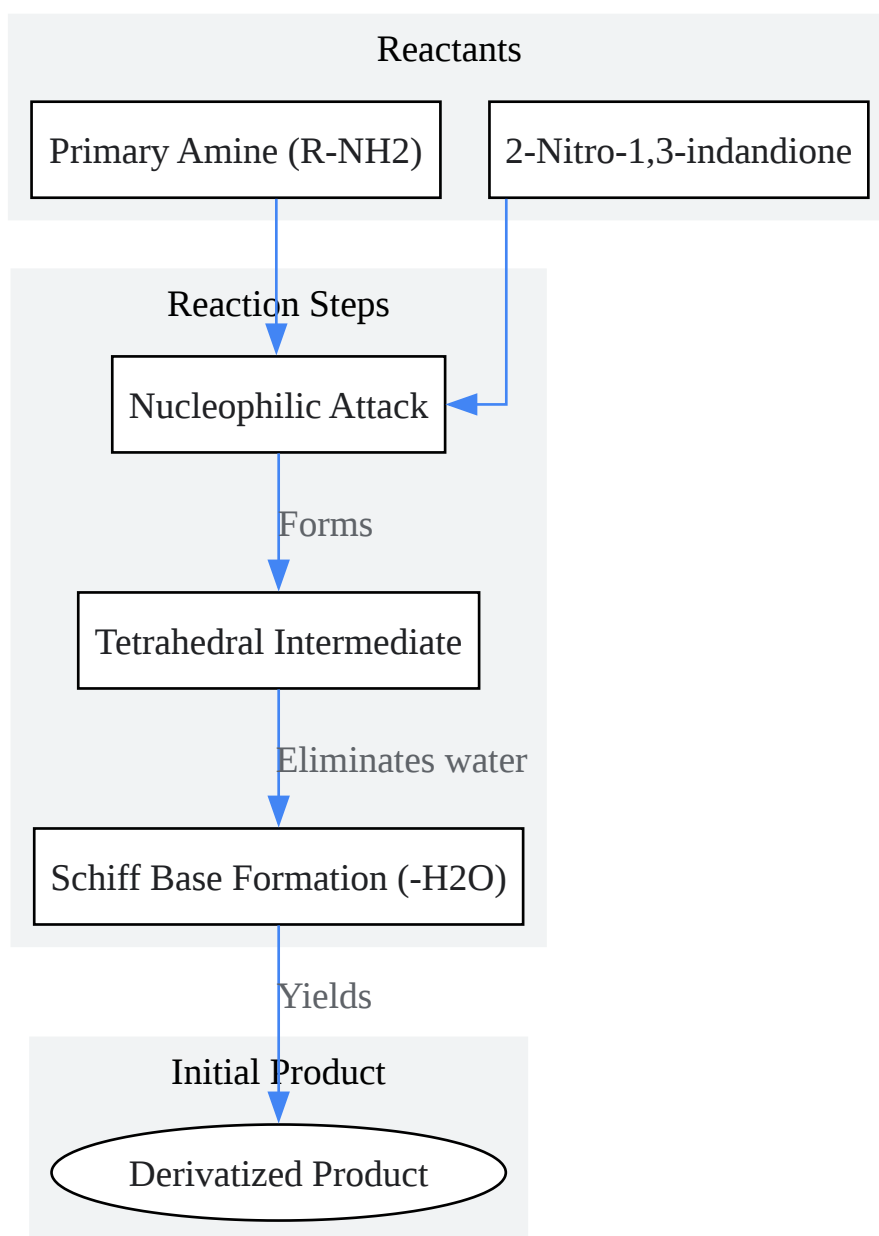 Reactants
Primary Amine (R-NH2)
2-Nitro-1,3-indandione
Reaction Steps
Nucleophilic Attack
Forms
Tetrahedral Intermediate
Eliminates water
Schiff Base Formation (-H2O)
Yields
Initial Product
Derivatized Product